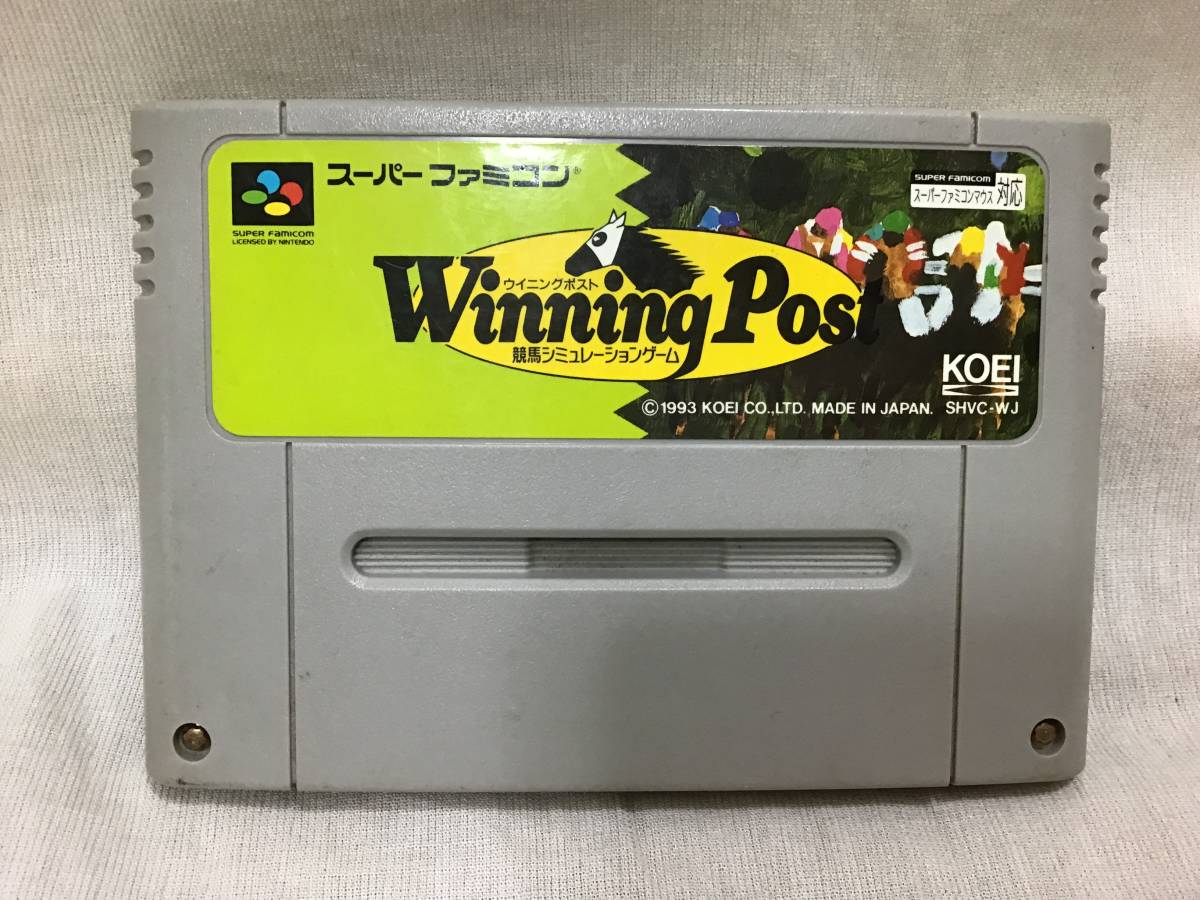 スーパーファミコン®
SUPER FAMICOM
LICENSED BY NINTENDO
SUPER FAMICOM
スーパーファミコンマウス 対応
ウイニングポスト
Winning Post
競馬シミュレーションゲーム
KOEI
©1993 KOEI CO.,LTD. MADE IN JAPAN. SHVC-WJ